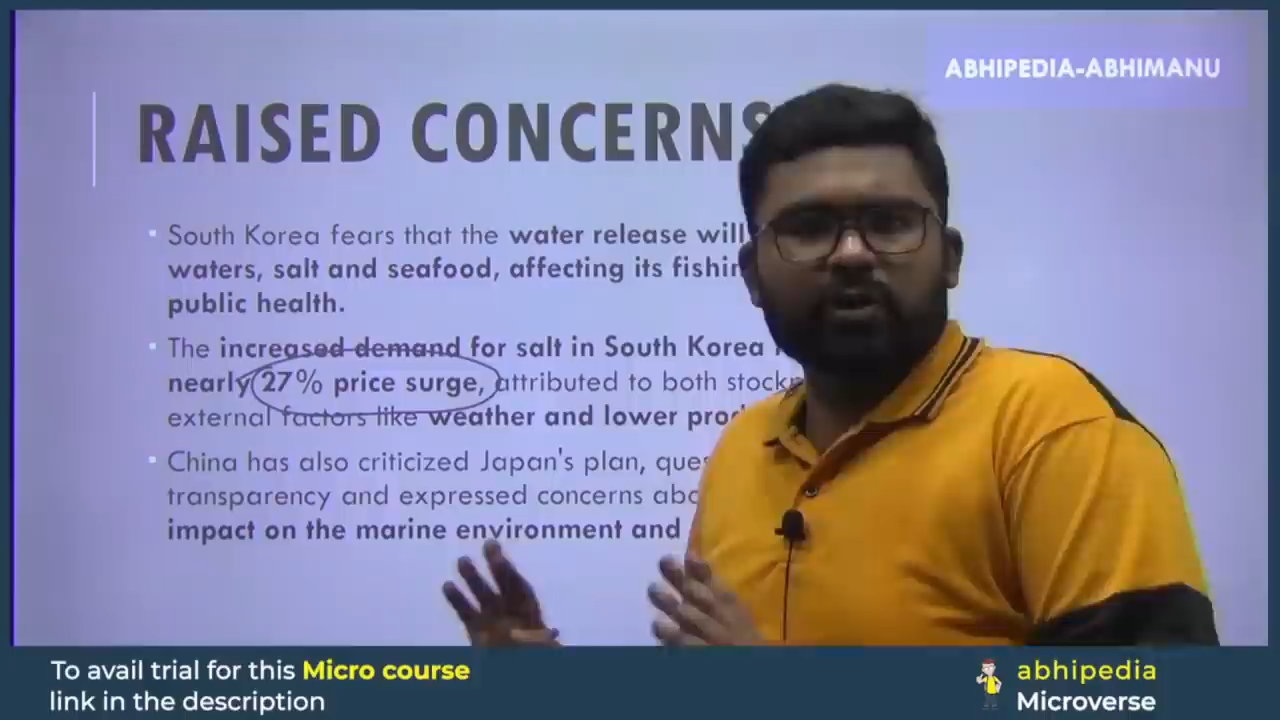 ABHIPEDIA-ABHIMANU
RAISED CONCERNS
South Korea fears that the water release will
waters, salt and seafood, affecting its
public health.
The increased demand for salt in South Korea
nearly 27% price surge, attributed to both
external factors like weather and lower
China has also criticized Japan's plan,
transparency and expressed concerns
impact on the marine environment and
To avail trial for this Micro course
link in the description
abhipedia
Microverse